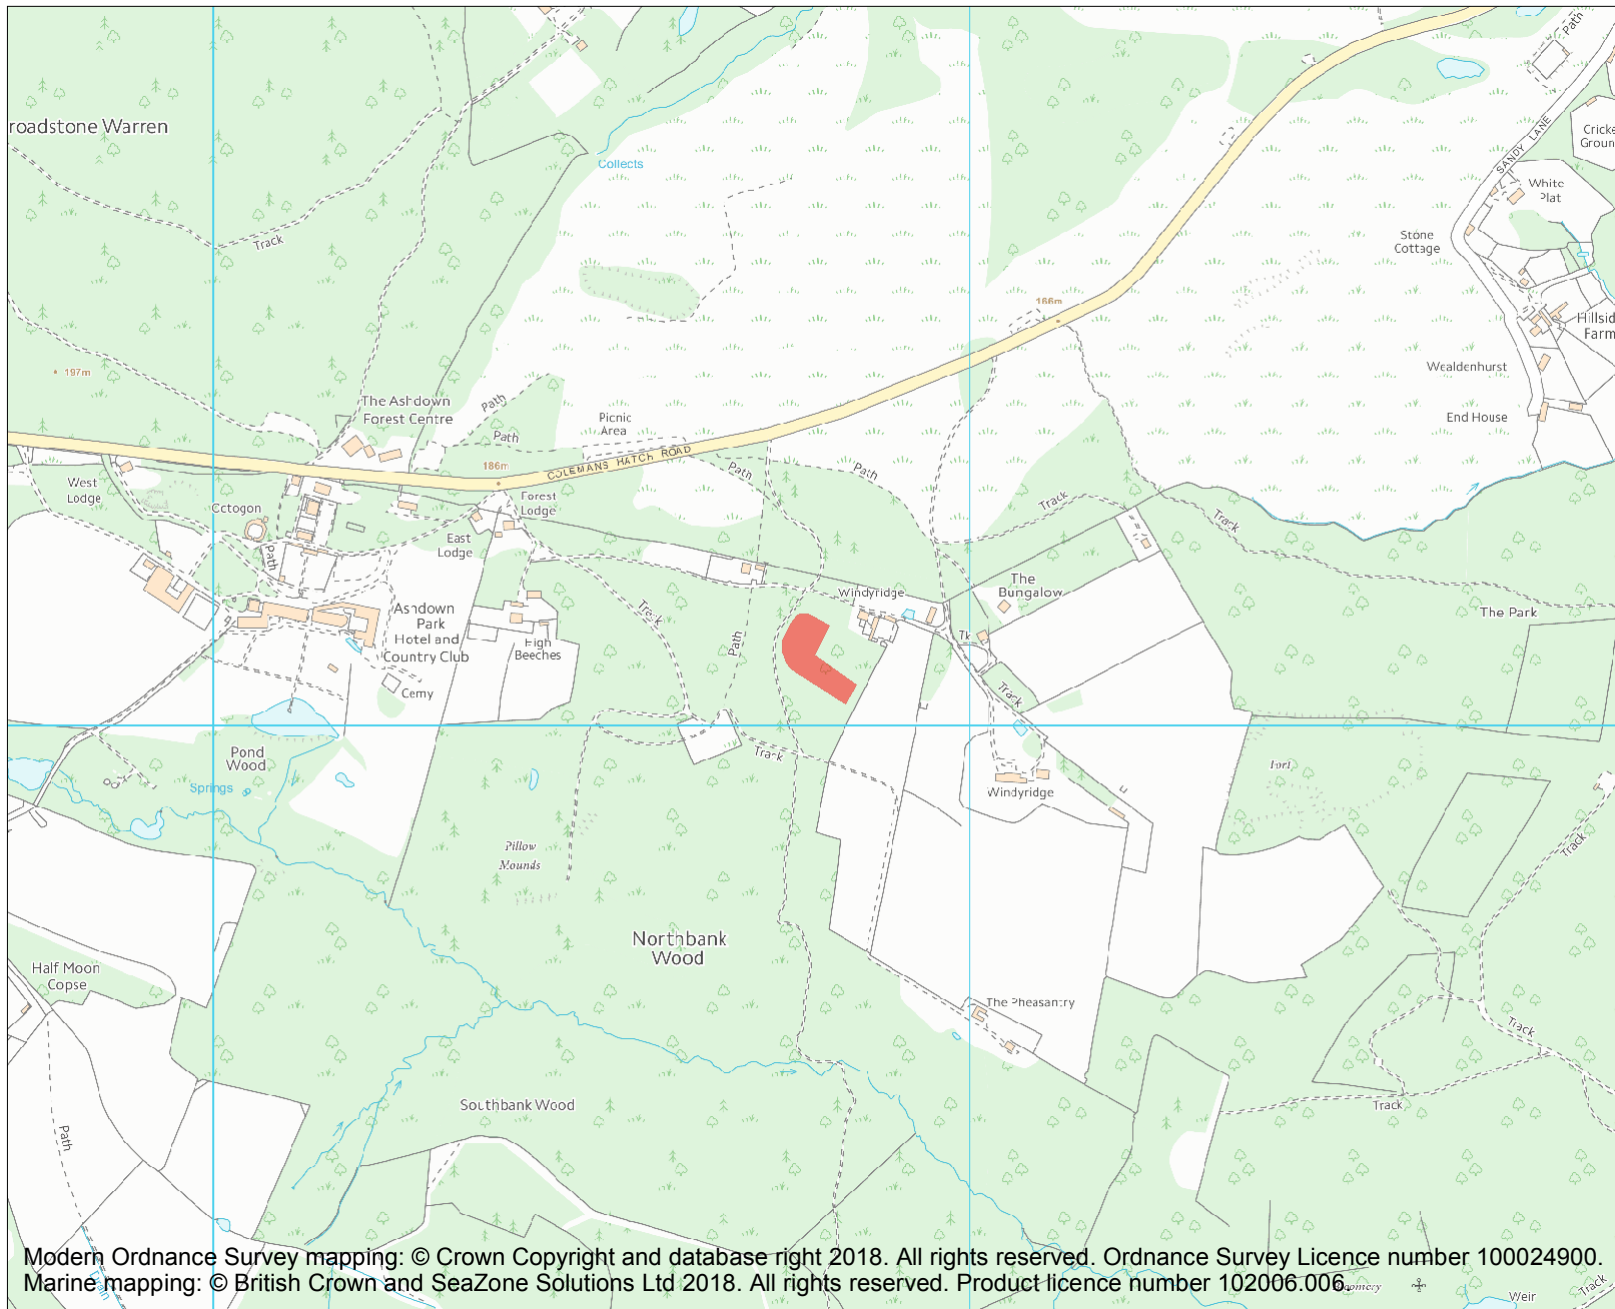 Path
roadstone Warren
Collects
SANDY LANE
Cricke
Groun
White
Plat
Track
Stone
Cottage
186m
Hillsid
Farm
197m
Wealdenhurst
The Ashdown
Forest Centre
Path
Picnic
Area
End House
Path
COLEMANS HATCH ROAD
186m
Path
Path
West
Lodge
Octogon
Forest
Lodge
Track
Track
East
Lodge
Path
Windyridge
The
Bungalow
The Park
Ashdown
Park
Hotel and
Country Club
Track
Path
High
Beeches
Tk
Cemy
Track
Pond
Wood
Springs
Track
Fort
Windyridge
Pillow
Mounds
Track
Northbank
Wood
Half Moon
Copse
The Pheasantry
Track
Southbank Wood
Track
Path
Modern Ordnance Survey mapping: © Crown Copyright and database right 2018. All rights reserved. Ordnance Survey Licence number 100024900.
Marine mapping: © British Crown and SeaZone Solutions Ltd 2018. All rights reserved. Product licence number 102006.006.
Drain
Weir
Track